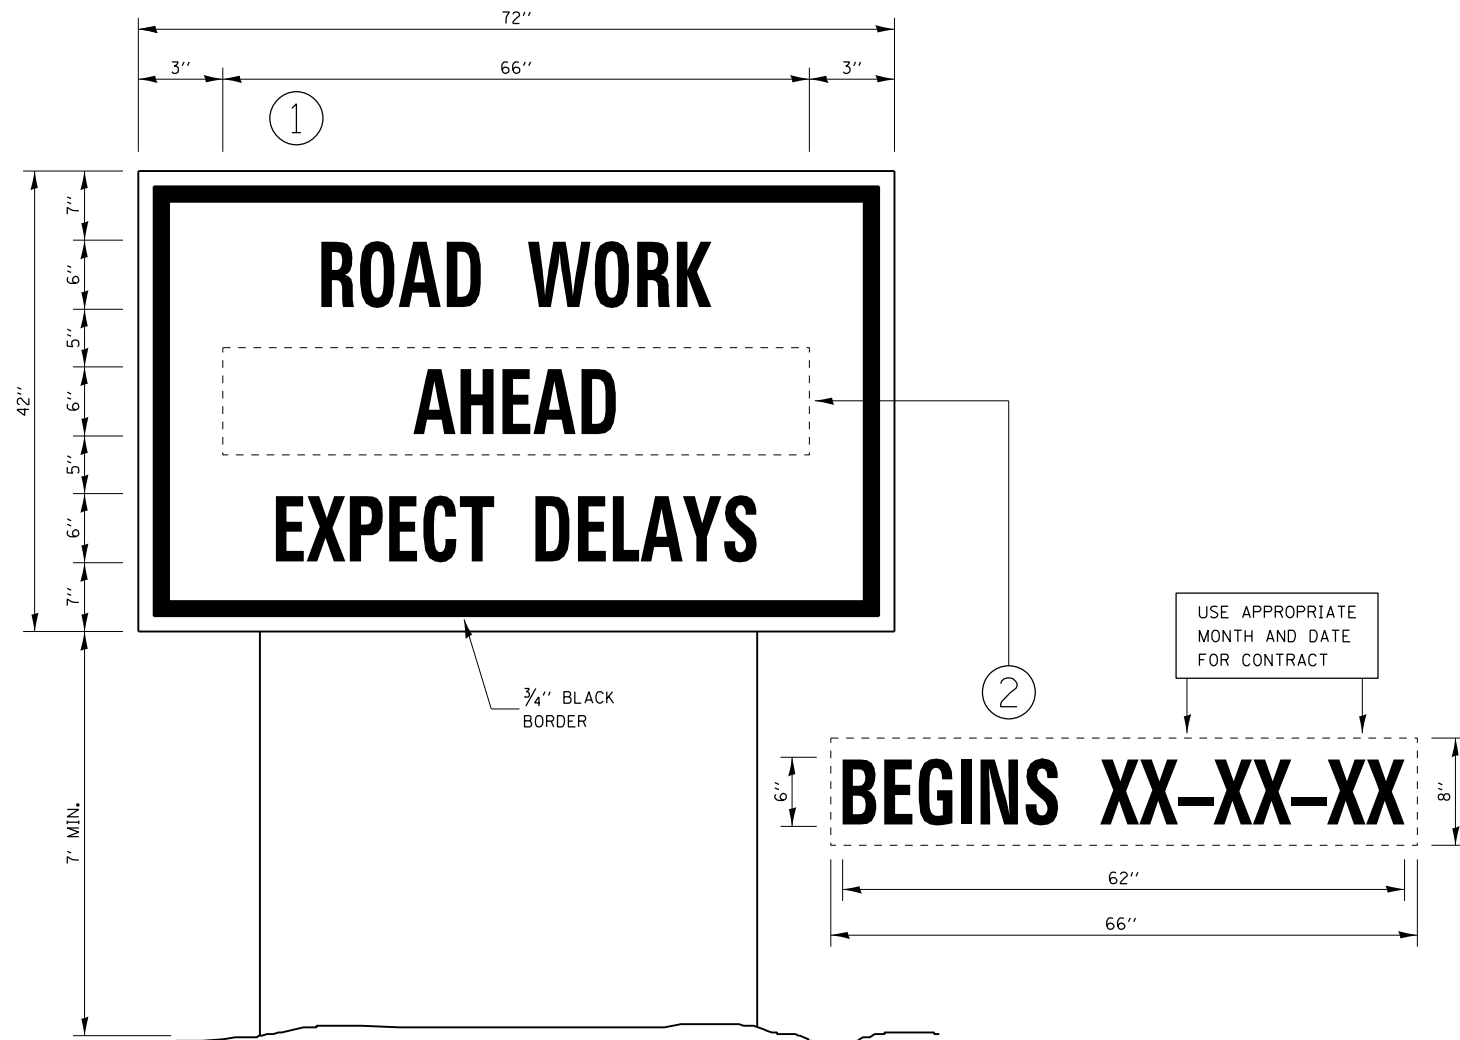 72''
3'' 66'' 3''
1
7''
6''
5''
6''
5''
6''
7''
42''
ROAD WORK
AHEAD
EXPECT DELAYS
3/4'' BLACK
BORDER
7' MIN.
2
USE APPROPRIATE
MONTH AND DATE
FOR CONTRACT
6''
BEGINS XX-XX-XX
8''
62''
66''